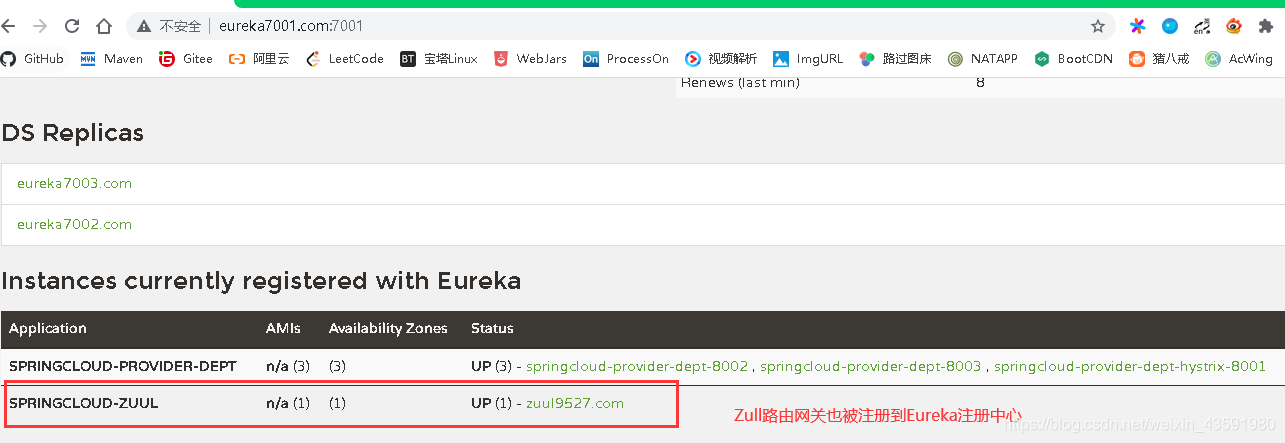 不安全 | eureka7001.com:7001
GitHub Maven Gitee 阿里云 LeetCode 宝塔Linux WebJars ProcessOn 视频解析 ImgURL 路过图床 NATAPP BootCDN 猪八戒 AcWing
Renews (last min) 8
DS Replicas
eureka7003.com
eureka7002.com
Instances currently registered with Eureka
Application AMIs Availability Zones Status
SPRINGCLOUD-PROVIDER-DEPT n/a (3) (3) UP (3) - springcloud-provider-dept-8002 , springcloud-provider-dept-8003 , springcloud-provider-dept-hystrix-8001
SPRINGCLOUD-ZUUL n/a (1) (1) UP (1) - zuul9527.com
Zull路由网关也被注册到Eureka注册中心
https://blog.csdn.net/weixin_43591980